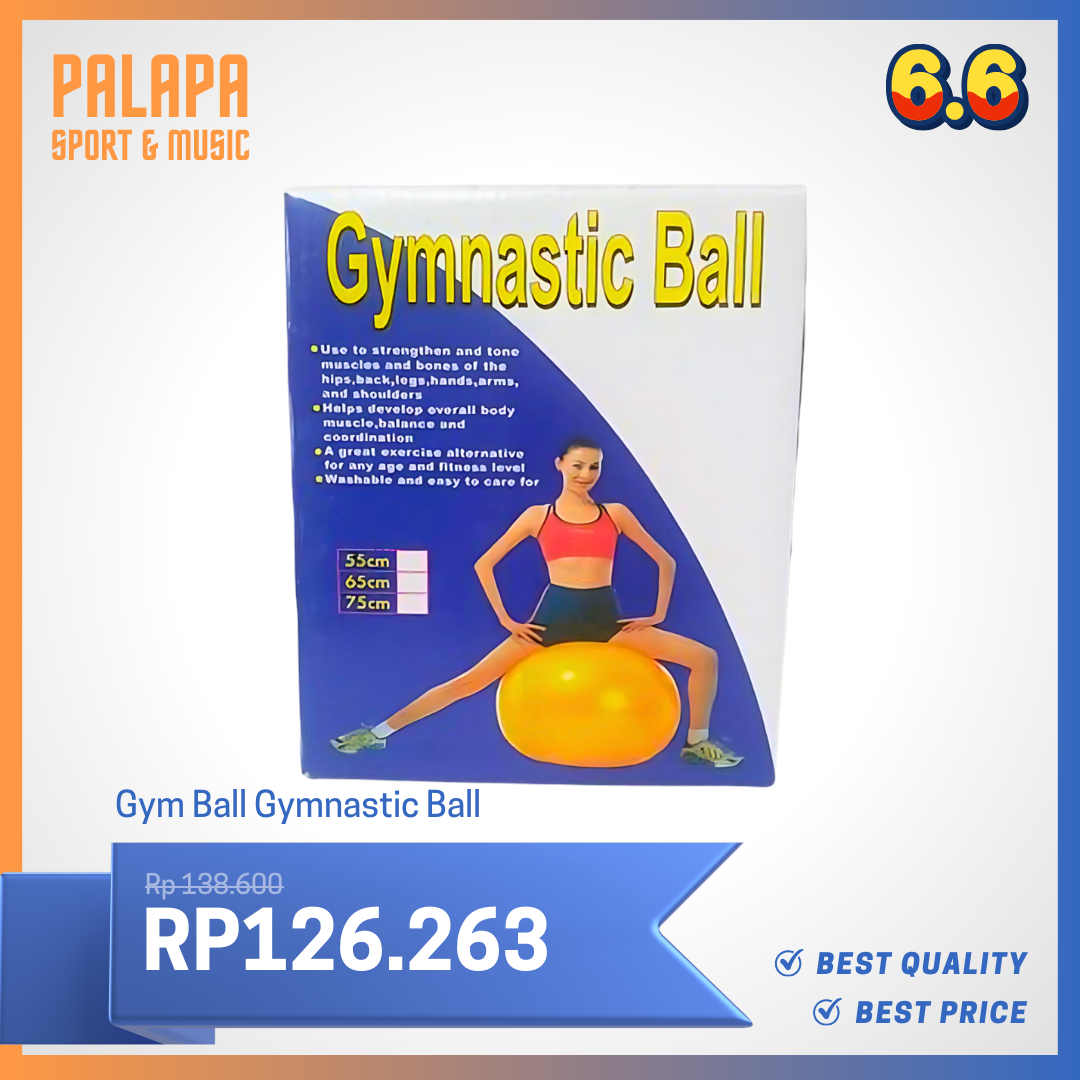 PALAPA
SPORT & MUSIC
6.6
Gymnastic Ball
Use to strengthen and tone
muscles and bones of the
hips,back,legs,hands,arms,
and shoulders
Helps develop overall body
muscle,balance and
coordination
A great exercise alternative
for any age and fitness level
Washable and easy to care for
55cm
65cm
75cm
Gym Ball Gymnastic Ball
Rp 138.600
RP126.263
BEST QUALITY
BEST PRICE